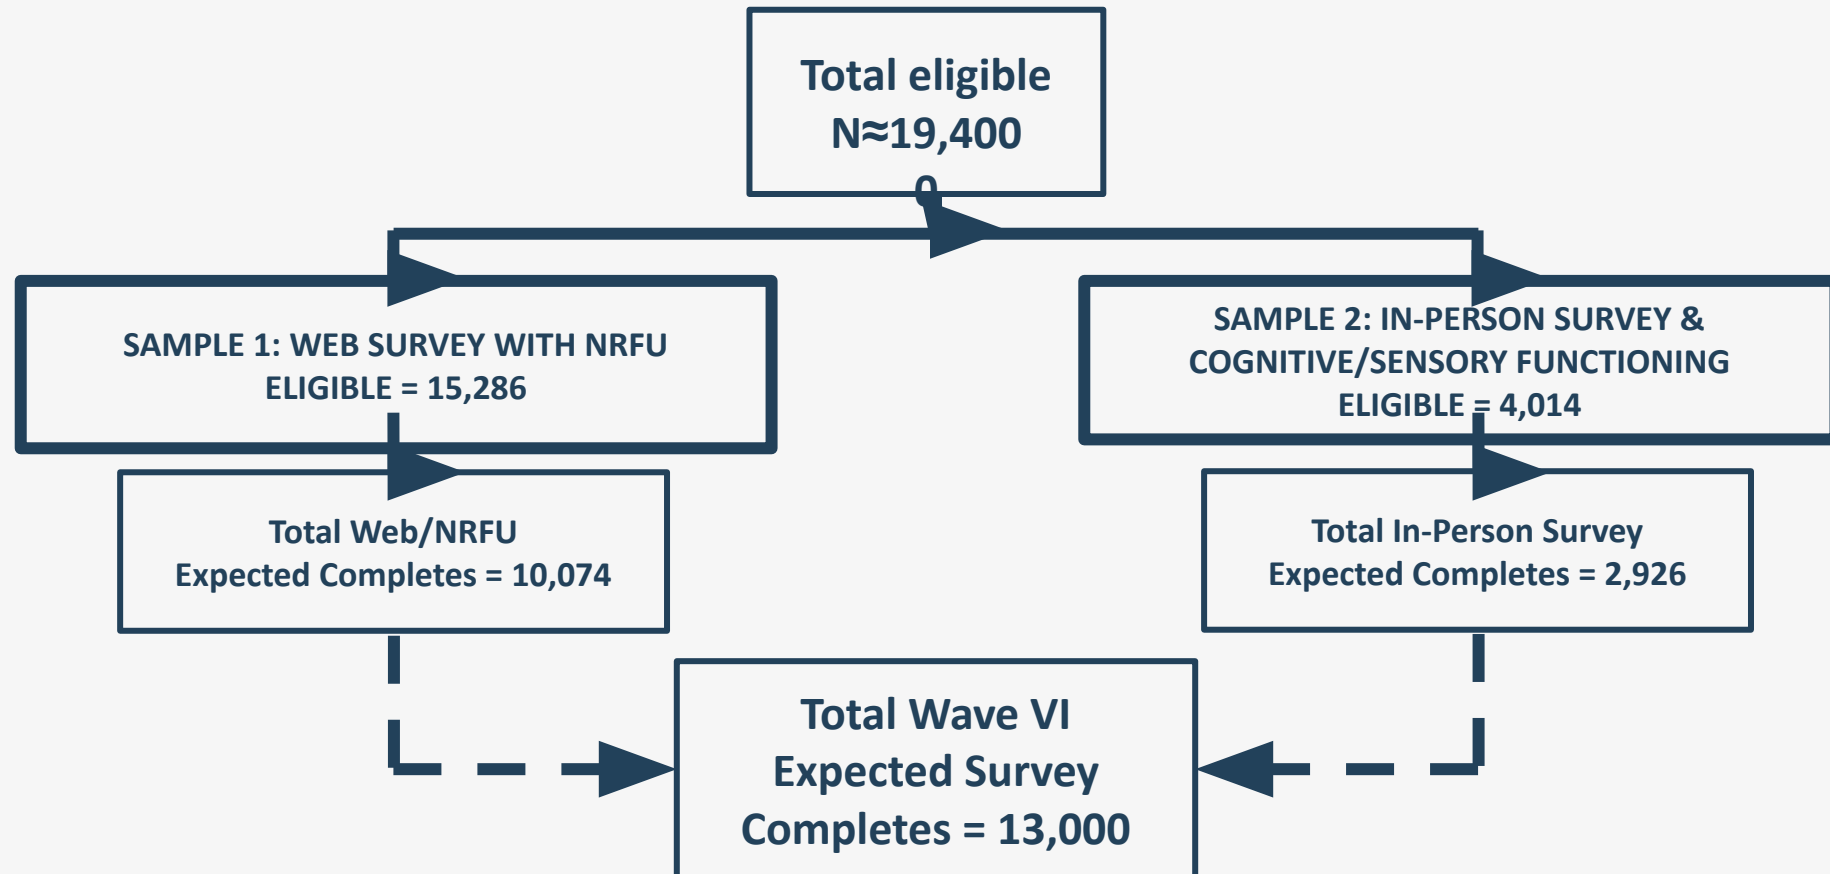 Total eligible
N≈19,400
0
SAMPLE 1: WEB SURVEY WITH NRFU
ELIGIBLE = 15,286
SAMPLE 2: IN-PERSON SURVEY &
COGNITIVE/SENSORY FUNCTIONING
ELIGIBLE = 4,014
Total Web/NRFU
Expected Completes = 10,074
Total In-Person Survey
Expected Completes = 2,926
Total Wave VI
Expected Survey
Completes = 13,000